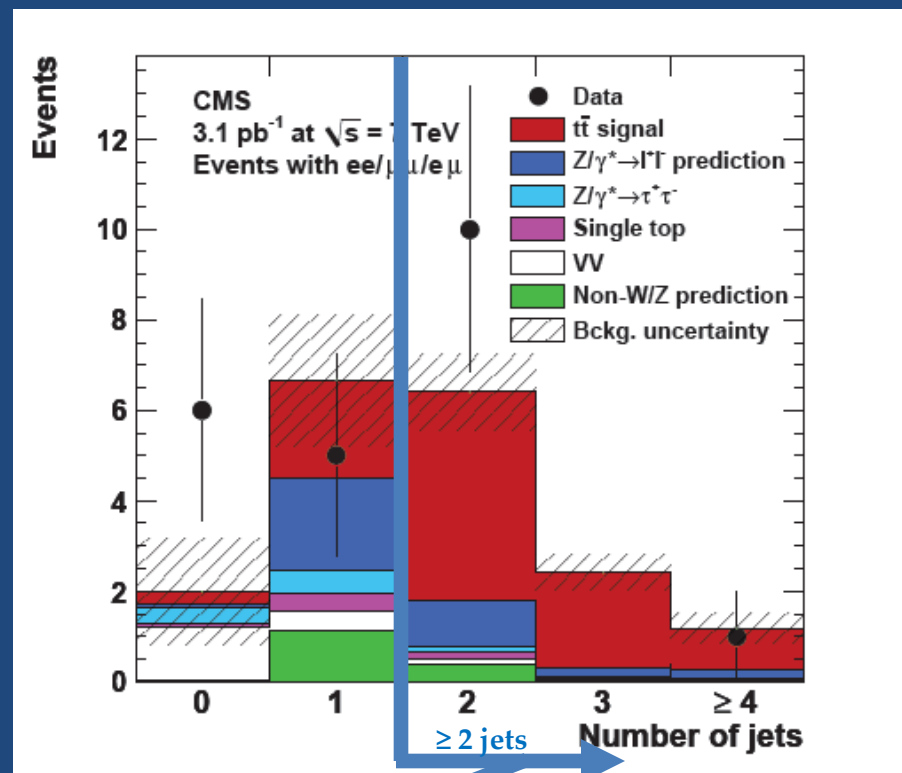 Events
12
10
8
6
4
2
0
CMS
3.1 pb⁻¹ at √s = 7 TeV
Events with ee/μμ/eμ
Data
tt̄ signal
Z/γ*→l⁺l⁻ prediction
Z/γ*→τ⁺τ⁻
Single top
VV
Non-W/Z prediction
Bckg. uncertainty
0 1 2 3 ≥ 4
≥ 2 jets
Number of jets